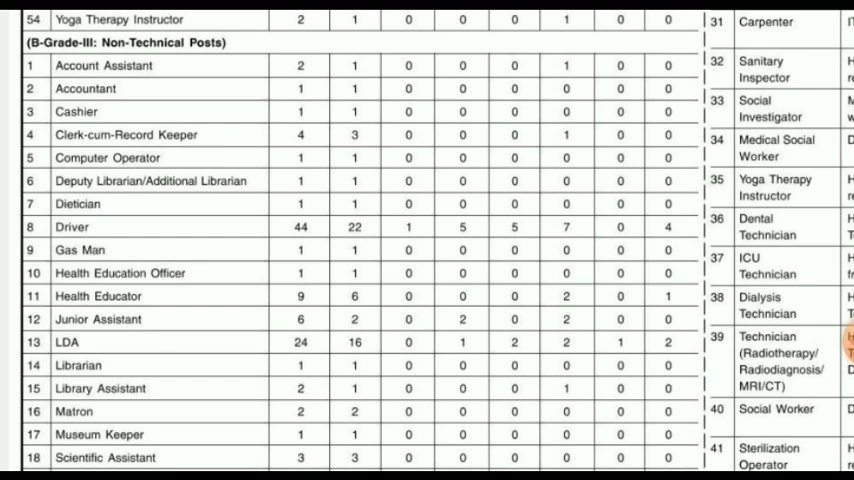 54 Yoga Therapy Instructor 2 1 0 0 0 1 0 0
(B-Grade-III: Non-Technical Posts)
1 Account Assistant 2 1 0 0 0 1 0 0
2 Accountant 1 1 0 0 0 0 0 0
3 Cashier 1 1 0 0 0 0 0 0
4 Clerk-cum-Record Keeper 4 3 0 0 0 1 0 0
5 Computer Operator 1 1 0 0 0 0 0 0
6 Deputy Librarian/Additional Librarian 1 1 0 0 0 0 0 0
7 Dietician 1 1 0 0 0 0 0 0
8 Driver 44 22 1 5 5 7 0 4
9 Gas Man 1 1 0 0 0 0 0 0
10 Health Education Officer 1 1 0 0 0 0 0 0
11 Health Educator 9 6 0 0 0 2 0 1
12 Junior Assistant 6 2 0 2 0 2 0 0
13 LDA 24 16 0 1 2 2 1 2
14 Librarian 1 1 0 0 0 0 0 0
15 Library Assistant 2 1 0 0 0 1 0 0
16 Matron 2 2 0 0 0 0 0 0
17 Museum Keeper 1 1 0 0 0 0 0 0
18 Scientific Assistant 3 3 0 0 0 0 0 0
31 Carpenter
32 Sanitary
Inspector
33 Social
Investigator
34 Medical Social
Worker
35 Yoga Therapy
Instructor
36 Dental
Technician
37 ICU
Technician
38 Dialysis
Technician
39 Technician
(Radiotherapy/
Radiodiagnosis/
MRI/CT)
40 Social Worker
41 Sterilization
Operator